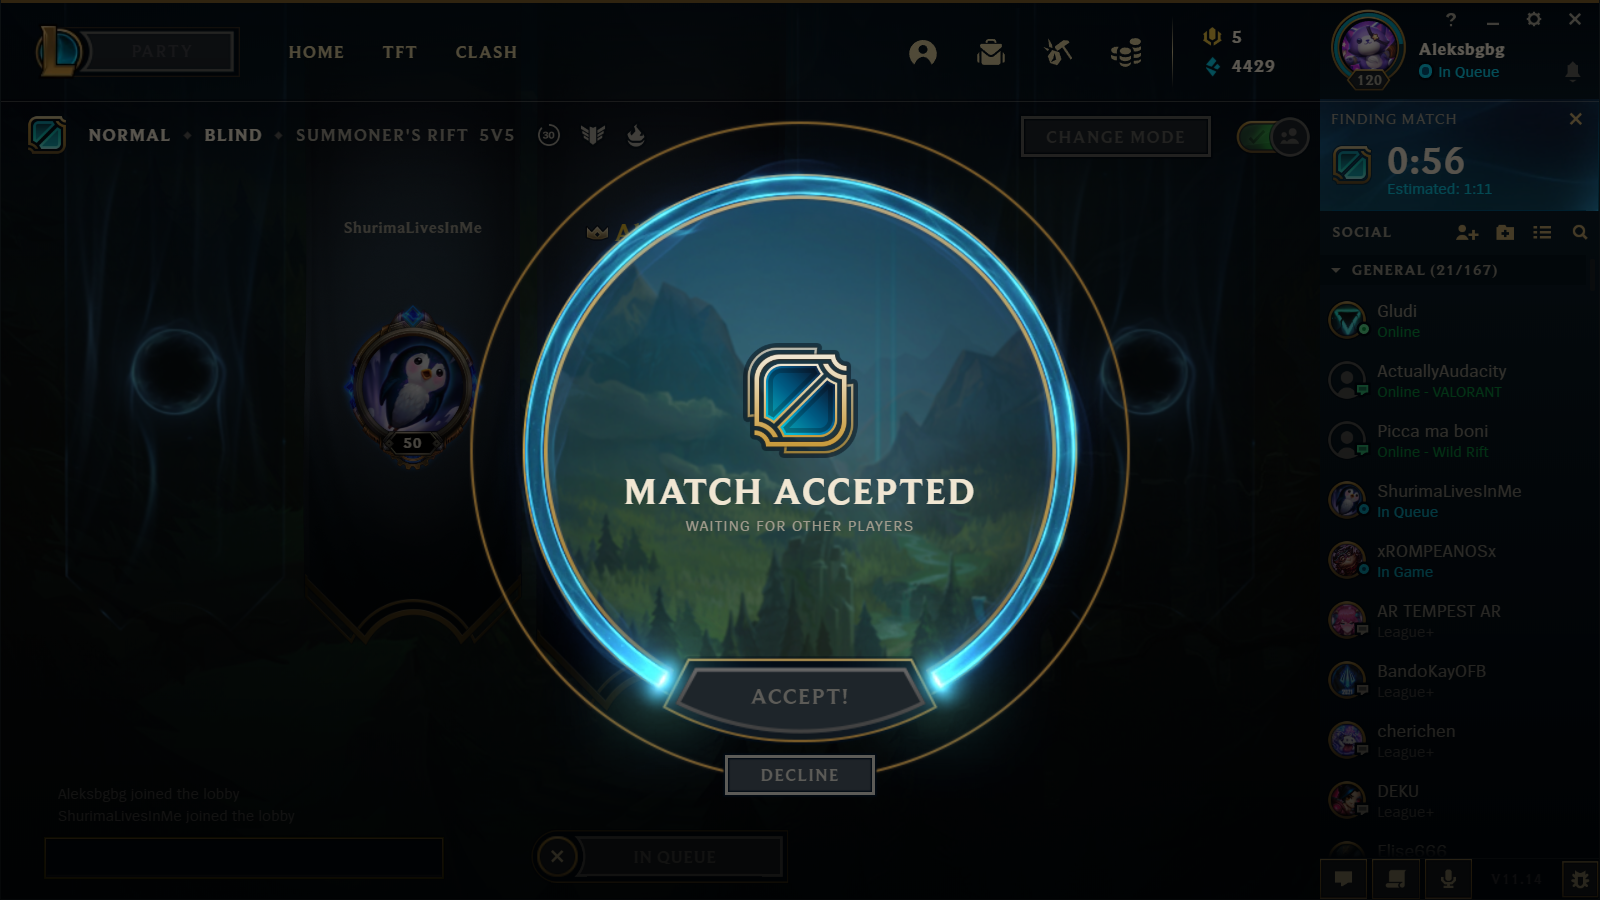 PARTY
HOME
TFT
CLASH
5
4429
120
Aleksbgbg
In Queue
NORMAL
BLIND
SUMMONER'S RIFT 5V5
30
CHANGE MODE
FINDING MATCH
0:56
Estimated: 1:11
ShurimaLivesInMe
50
MATCH ACCEPTED
WAITING FOR OTHER PLAYERS
ACCEPT!
DECLINE
Aleksbgbg joined the lobby
ShurimaLivesInMe joined the lobby
IN QUEUE
SOCIAL
GENERAL (21/167)
Gludi
Online
ActuallyAudacity
Online - VALORANT
Picca ma boni
Online - Wild Rift
ShurimaLivesInMe
In Queue
xROMPEANOSx
In Game
AR TEMPEST AR
League+
BandoKayOFB
League+
cherichen
League+
DEKU
League+
Elise666
V11.14